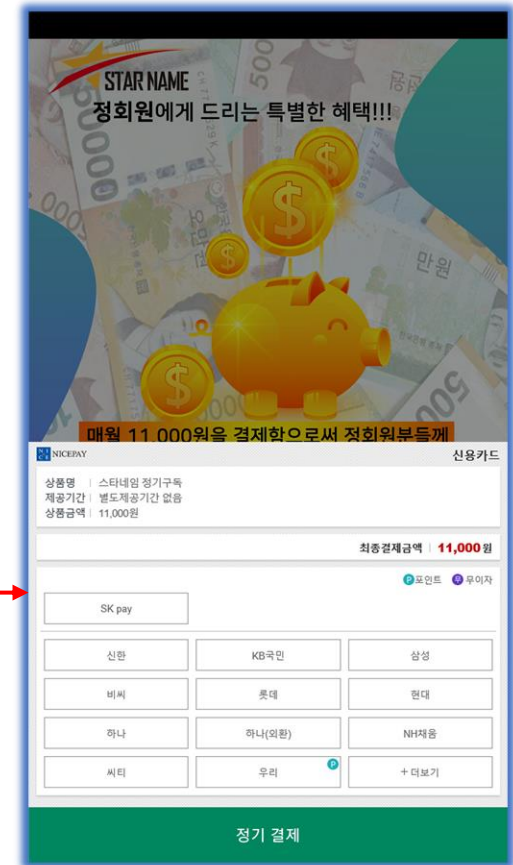 STAR NAME
정회원에게 드리는 특별한 혜택!!!
매월 11,000원을 결제함으로써 정회원분들께
NICE NICEPAY 신용카드
상품명 | 스타네임 정기구독
제공기간 | 별도제공기간 없음
상품금액 | 11,000원
최종결제금액 | 11,000 원
P 포인트 무 무이자
SK pay
신한 KB국민 삼성
비씨 롯데 현대
하나 하나(외환) NH채움
씨티 우리 P + 더보기
정기 결제